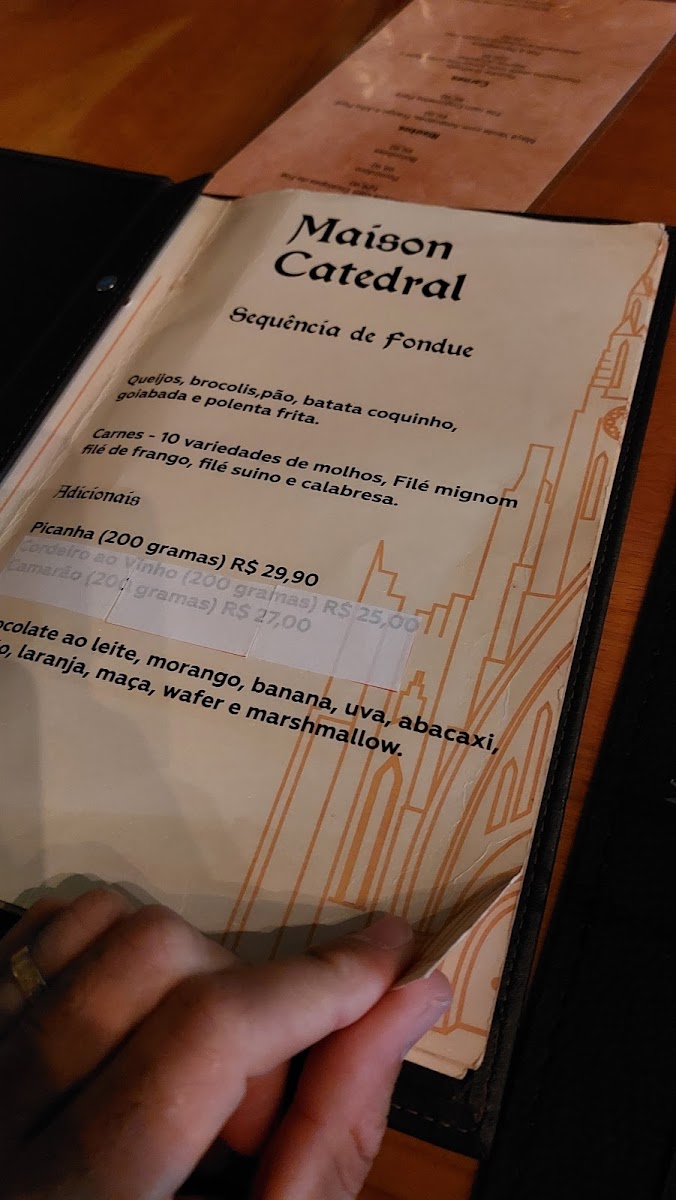 Maison
Catedral
Sequência de Fondue
Queijos, brocolis,pão, batata coquinho,
goiabada e polenta frita.
Carnes - 10 variedades de molhos, Filé mignom
filé de frango, filé suino e calabresa.
Adicionais
Picanha (200 gramas) R$ 29,90
Cordeiro ao Vinho (200 gramas) R$ 25,00
Camarão (200 gramas) R$ 27,00
colate ao leite, morango, banana, uva, abacaxi,
o, laranja, maça, wafer e marshmallow.